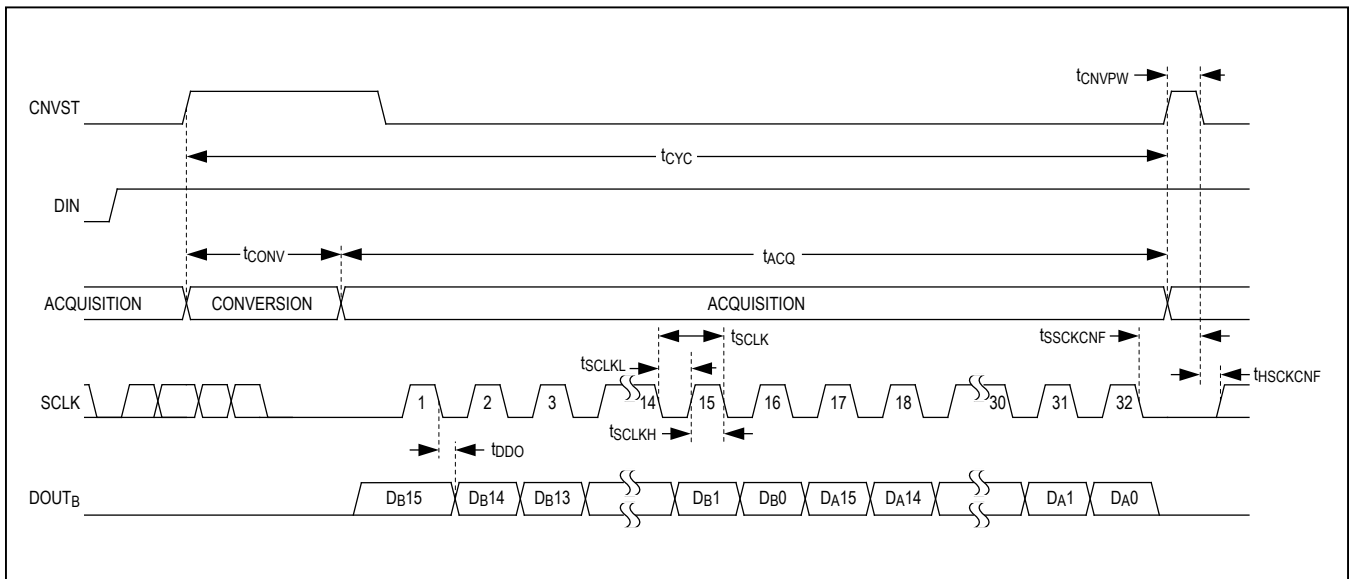 tCNVPW
CNVST
tCYC
DIN
tCONV
tACQ
ACQUISITION CONVERSION ACQUISITION
tSCLK
tSSCKCNF
tSCLKL
tHSCKCNF
SCLK 1 2 3 14 15 16 17 18 30 31 32
tSCLKH
tDDO
DOUTB DB15 DB14 DB13 DB1 DB0 DA15 DA14 DA1 DA0